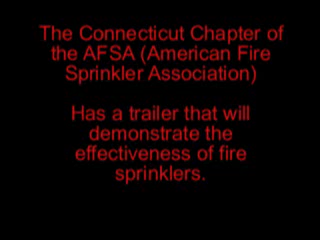 The Connecticut Chapter of
the AFSA (American Fire
Sprinkler Association)
Has a trailer that will
demonstrate the
effectiveness of fire
sprinklers.